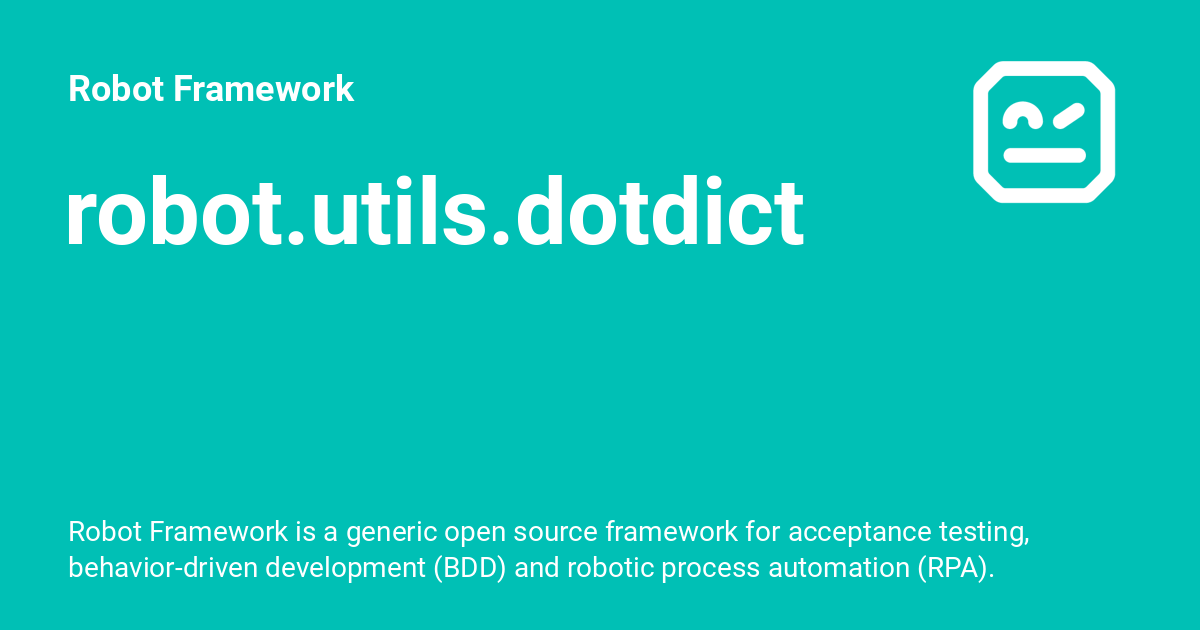 Robot Framework
robot.utils.dotdict
Robot Framework is a generic open source framework for acceptance testing,
behavior-driven development (BDD) and robotic process automation (RPA).